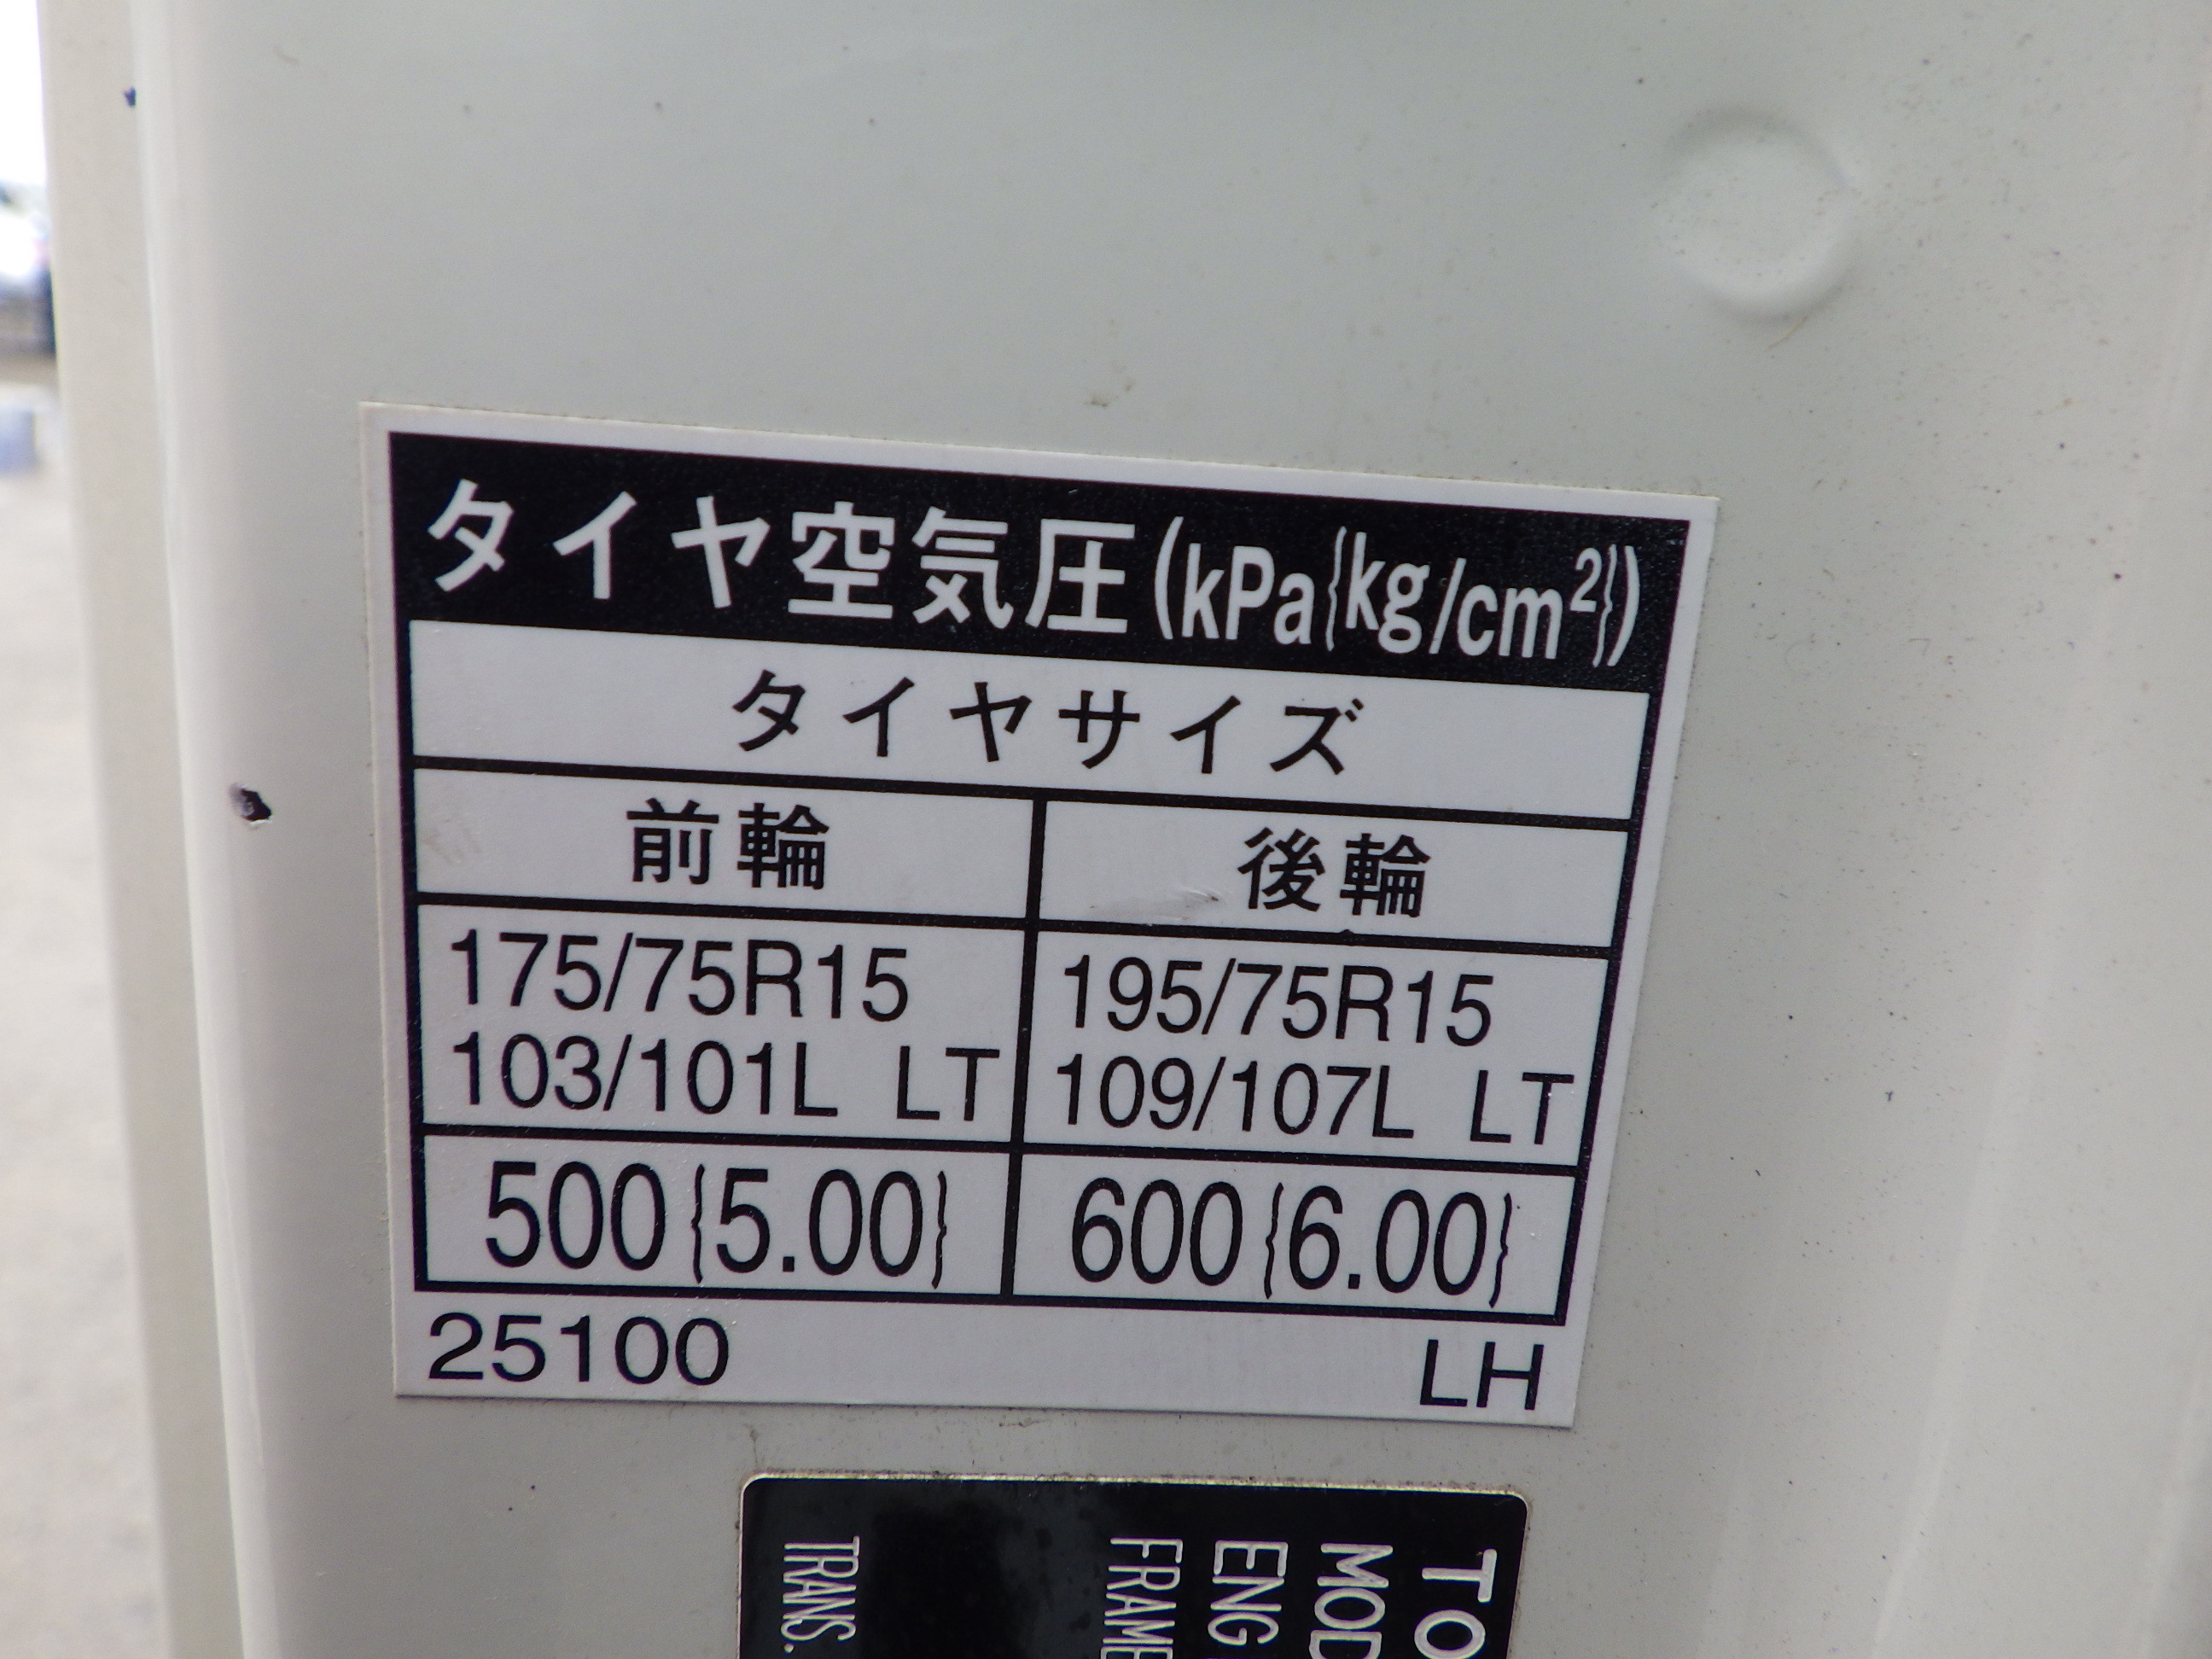 タイヤ空気圧(kPa{kg/cm²})
タイヤサイズ
前輪 後輪
175/75R15 195/75R15
103/101L LT 109/107L LT
500{5.00} 600{6.00}
25100 LH
TO
MOD
ENG
FRAME
TRANS.